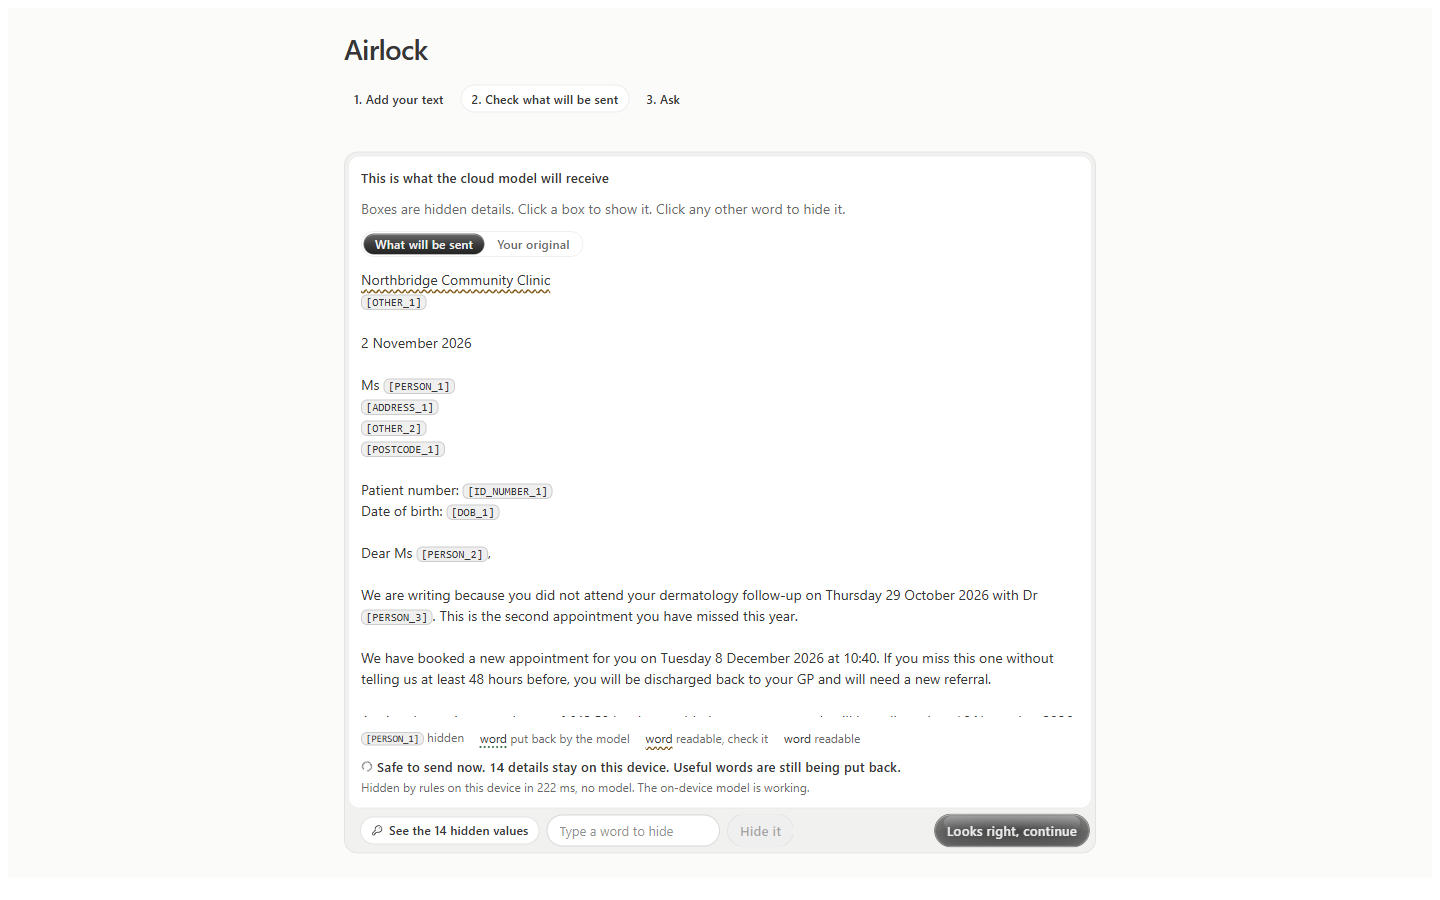 Airlock
1. Add your text
2. Check what will be sent
3. Ask
This is what the cloud model will receive
Boxes are hidden details. Click a box to show it. Click any other word to hide it.
What will be sent
Your original
Northbridge Community Clinic
[OTHER_1]
2 November 2026
Ms [PERSON_1]
[ADDRESS_1]
[OTHER_2]
[POSTCODE_1]
Patient number: [ID_NUMBER_1]
Date of birth: [DOB_1]
Dear Ms [PERSON_2],
We are writing because you did not attend your dermatology follow-up on Thursday 29 October 2026 with Dr
[PERSON_3]. This is the second appointment you have missed this year.
We have booked a new appointment for you on Tuesday 8 December 2026 at 10:40. If you miss this one without
telling us at least 48 hours before, you will be discharged back to your GP and will need a new referral.
[PERSON_1] hidden word put back by the model word readable, check it word readable
Safe to send now. 14 details stay on this device. Useful words are still being put back.
Hidden by rules on this device in 222 ms, no model. The on-device model is working.
See the 14 hidden values
Type a word to hide
Hide it
Looks right, continue